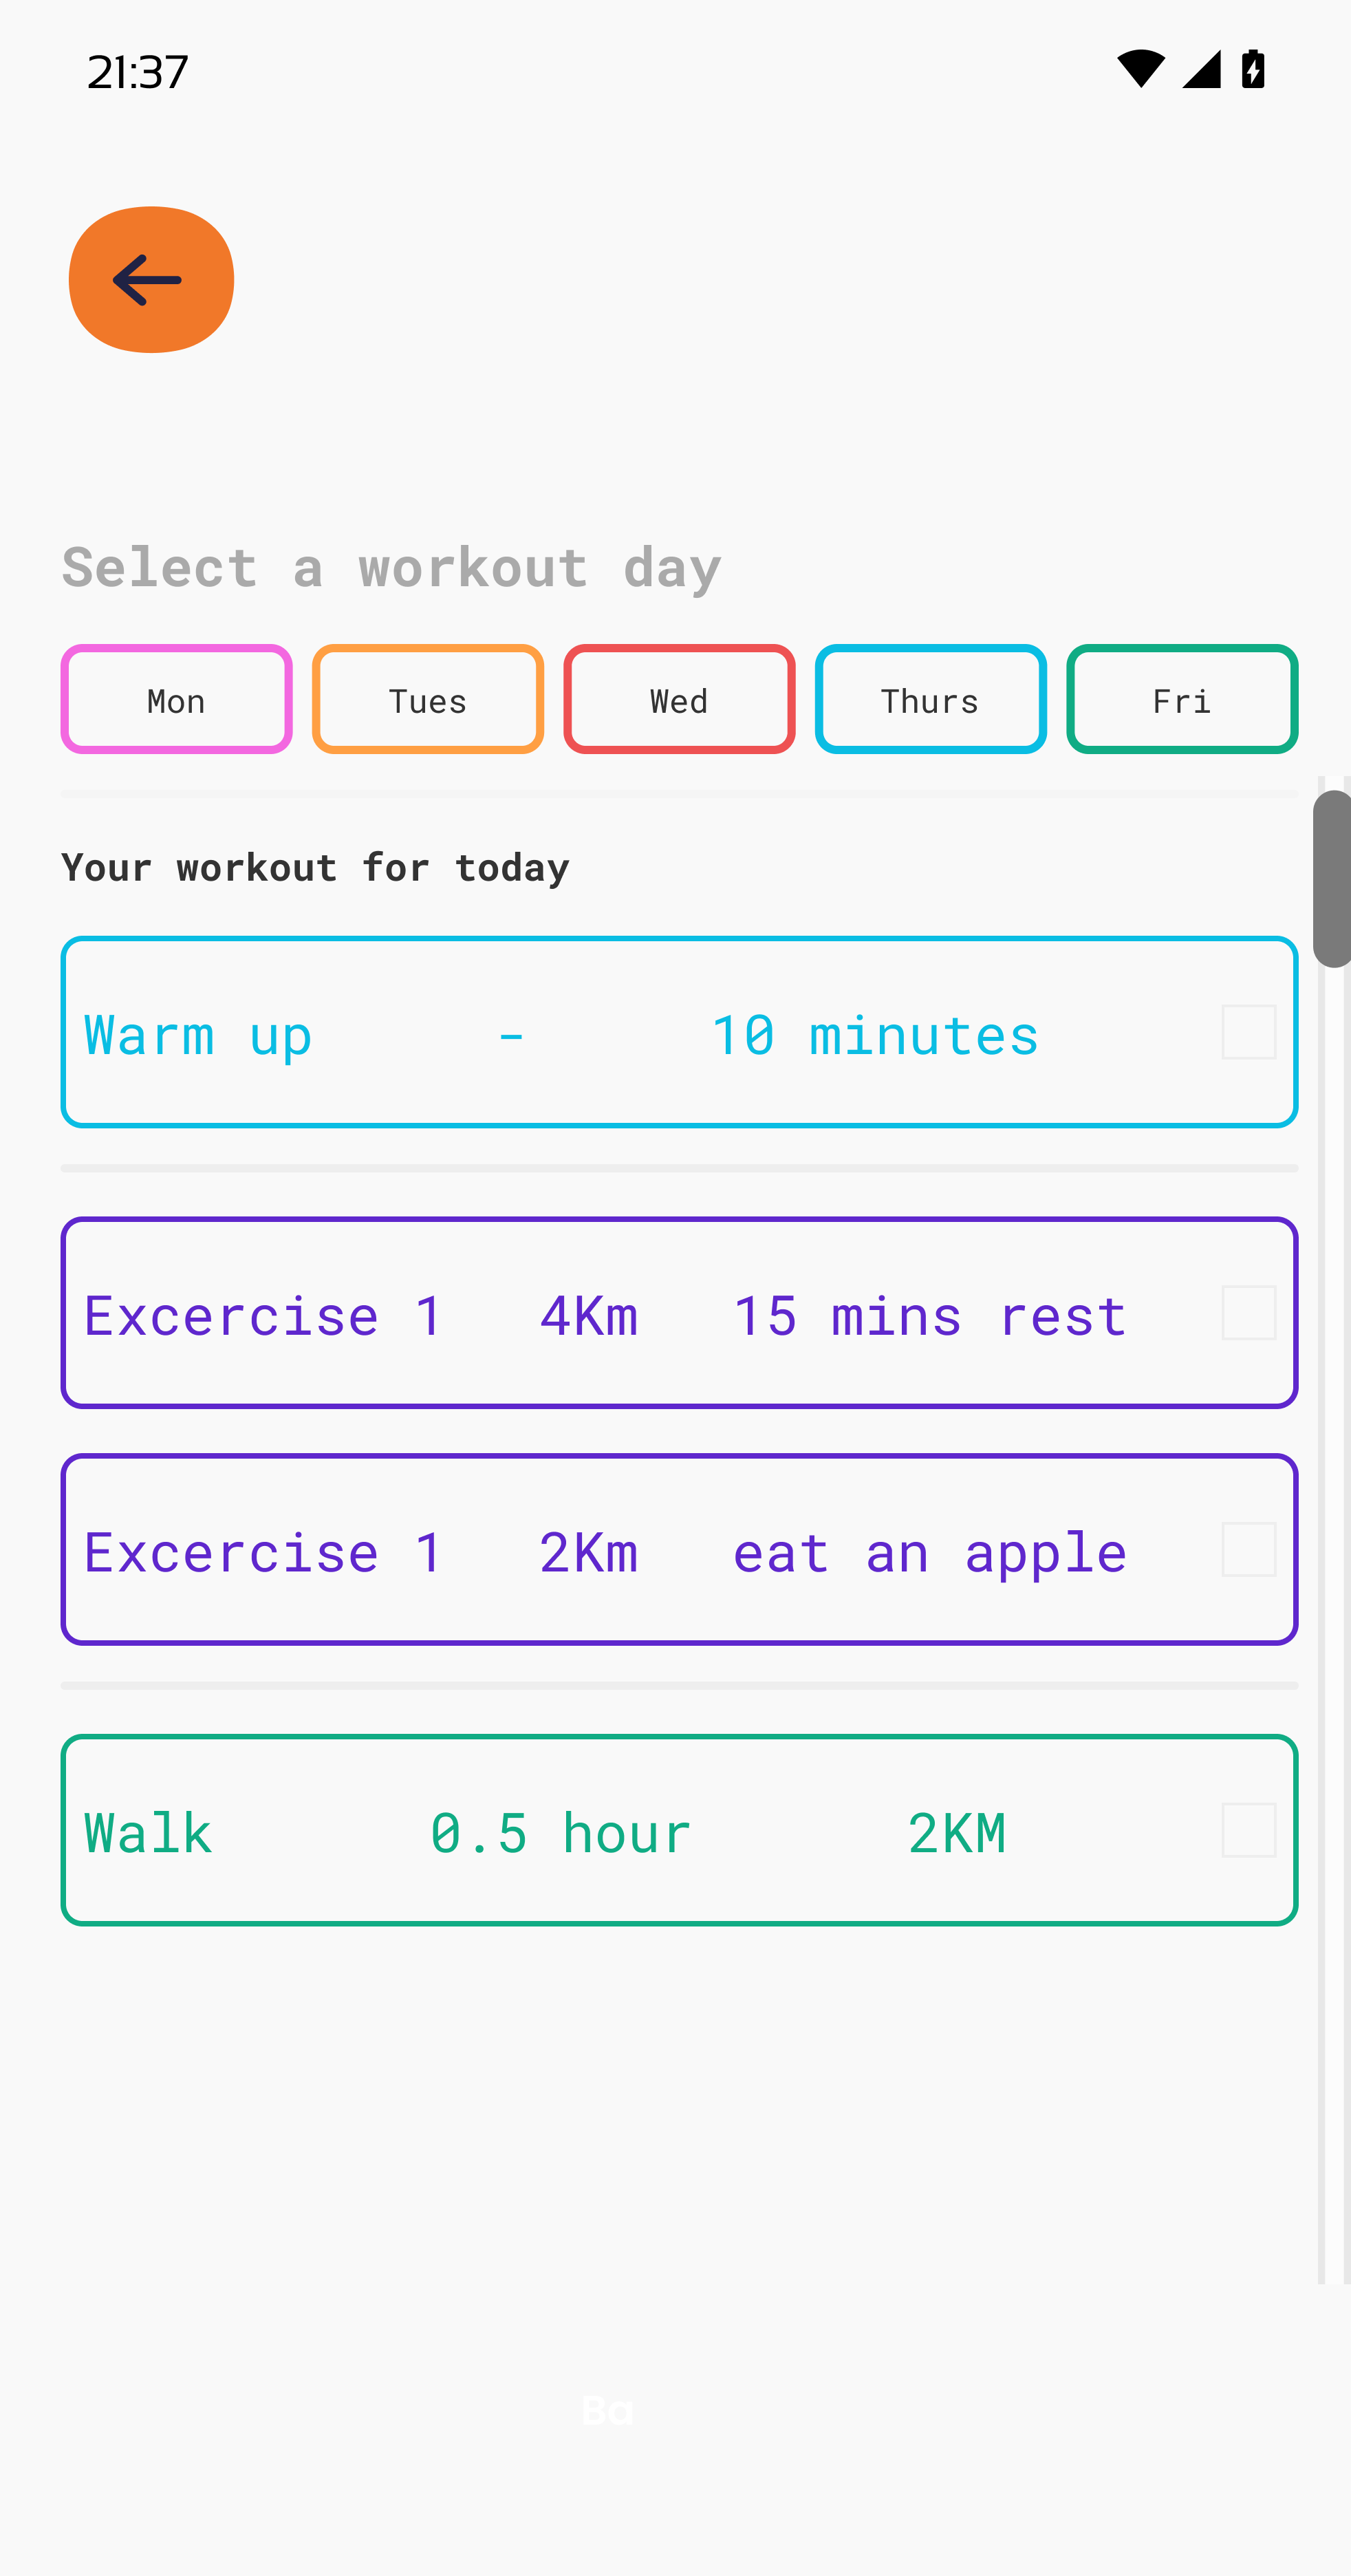 21:37
Select a workout day
Mon Tues Wed Thurs Fri
Your workout for today
Warm up - 10 minutes
Excercise 1 4Km 15 mins rest
Excercise 1 2Km eat an apple
Walk 0.5 hour 2KM
Ba